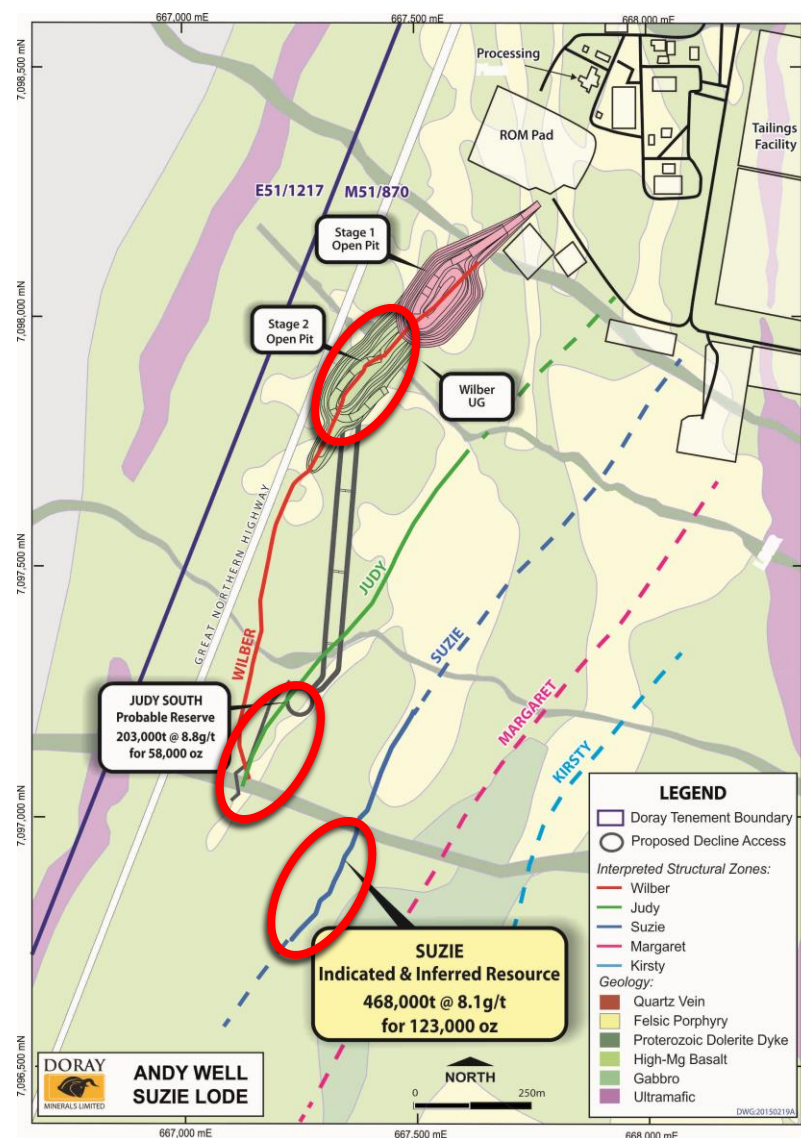 667,000 mE
667,500 mE
668,000 mE
7,098,500 mN
7,098,000 mN
7,097,500 mN
7,097,000 mN
7,096,500 mN
Processing
ROM Pad
Tailings
Facility
E51/1217
M51/870
Stage 1
Open Pit
Stage 2
Open Pit
Wilber
UG
GREAT NORTHERN HIGHWAY
WILBER
JUDY
SUZIE
MARGARET
KIRSTY
JUDY SOUTH
Probable Reserve
203,000t @ 8.8g/t
for 58,000 oz
SUZIE
Indicated & Inferred Resource
468,000t @ 8.1g/t
for 123,000 oz
LEGEND
Doray Tenement Boundary
Proposed Decline Access
Interpreted Structural Zones:
Wilber
Judy
Suzie
Margaret
Kirsty
Geology:
Quartz Vein
Felsic Porphyry
Proterozoic Dolerite Dyke
High-Mg Basalt
Gabbro
Ultramafic
DWG:20150219A
DORAY
MINERALS LIMITED
ANDY WELL
SUZIE LODE
NORTH
0
250m
667,000 mE
667,500 mE
668,000 mE